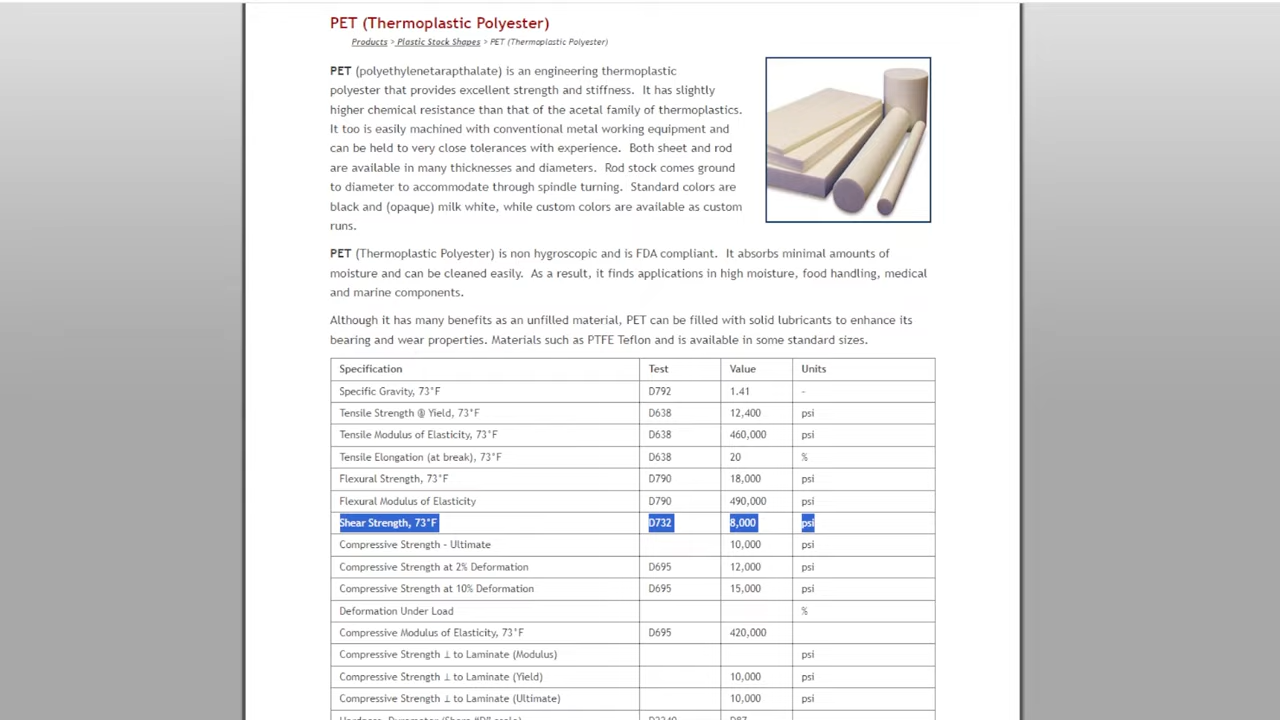 PET (Thermoplastic Polyester)
Products > Plastic Stock Shapes > PET (Thermoplastic Polyester)
PET (polyethylenetarapthalate) is an engineering thermoplastic
polyester that provides excellent strength and stiffness. It has slightly
higher chemical resistance than that of the acetal family of thermoplastics.
It too is easily machined with conventional metal working equipment and
can be held to very close tolerances with experience. Both sheet and rod
are available in many thicknesses and diameters. Rod stock comes ground
to diameter to accommodate through spindle turning. Standard colors are
black and (opaque) milk white, while custom colors are available as custom
runs.
PET (Thermoplastic Polyester) is non hygroscopic and is FDA compliant. It absorbs minimal amounts of
moisture and can be cleaned easily. As a result, it finds applications in high moisture, food handling, medical
and marine components.
Although it has many benefits as an unfilled material, PET can be filled with solid lubricants to enhance its
bearing and wear properties. Materials such as PTFE Teflon and is available in some standard sizes.
Specification Test Value Units
Specific Gravity, 73°F D792 1.41 -
Tensile Strength @ Yield, 73°F D638 12,400 psi
Tensile Modulus of Elasticity, 73°F D638 460,000 psi
Tensile Elongation (at break), 73°F D638 20 %
Flexural Strength, 73°F D790 18,000 psi
Flexural Modulus of Elasticity D790 490,000 psi
Shear Strength, 73°F D732 8,000 psi
Compressive Strength - Ultimate 10,000 psi
Compressive Strength at 2% Deformation D695 12,000 psi
Compressive Strength at 10% Deformation D695 15,000 psi
Deformation Under Load %
Compressive Modulus of Elasticity, 73°F D695 420,000
Compressive Strength ⊥ to Laminate (Modulus) psi
Compressive Strength ⊥ to Laminate (Yield) 10,000 psi
Compressive Strength ⊥ to Laminate (Ultimate) 10,000 psi